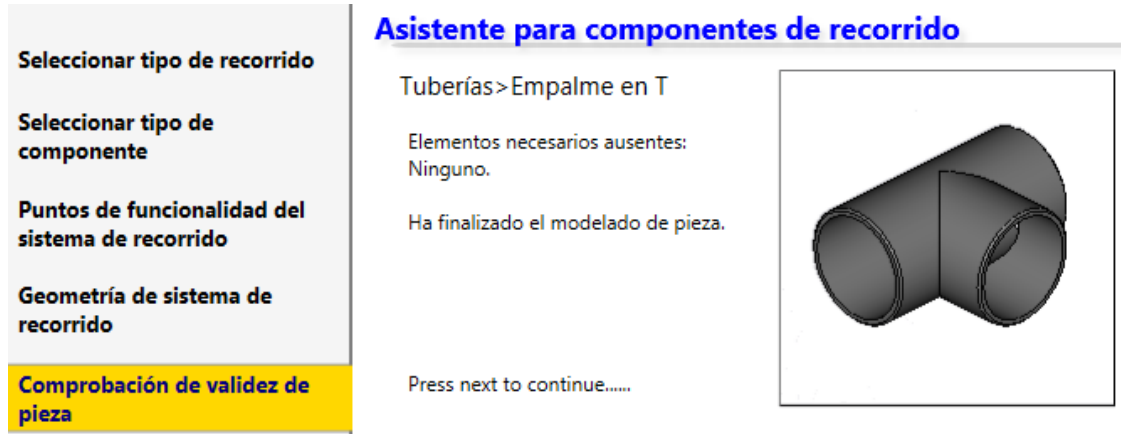 Seleccionar tipo de recorrido
Seleccionar tipo de
componente
Puntos de funcionalidad del
sistema de recorrido
Geometría de sistema de
recorrido
Comprobación de validez de
pieza
Asistente para componentes de recorrido
Tuberías>Empalme en T
Elementos necesarios ausentes:
Ninguno.
Ha finalizado el modelado de pieza.
Press next to continue......